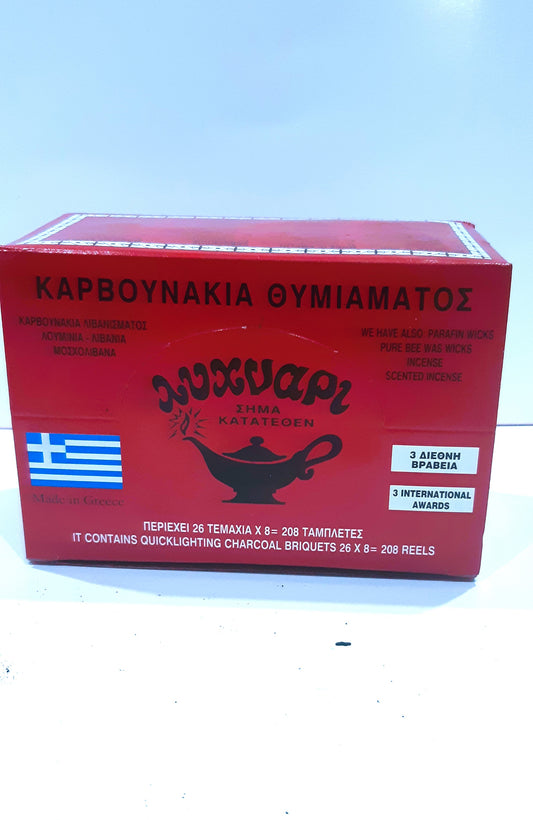 ΚΑΡΒΟΥΝΑΚΙΑ ΘΥΜΙΑΜΑΤΟΣ
ΚΑΡΒΟΥΝΑΚΙΑ ΛΙΒΑΝΙΣΜΑΤΟΣ
ΛΟΥΜΙΝΙΑ - ΛΙΒΑΝΙΑ
ΜΟΣΧΟΛΙΒΑΝΑ
WE HAVE ALSO PARAFIN WICKS
PURE BEE WAS WICKS
INCENSE
SCENTED INCENSE
λυχναρι
ΣΗΜΑ
ΚΑΤΑΤΕΘΕΝ
Made in Greece
3 ΔΙΕΘΝΗ
ΒΡΑΒΕΙΑ
3 INTERNATIONAL
AWARDS
ΠΕΡΙΕΧΕΙ 26 ΤΕΜΑΧΙΑ Χ 8= 208 ΤΑΜΠΛΕΤΕΣ
IT CONTAINS QUICKLIGHTING CHARCOAL BRIQUETS 26 X 8= 208 REELS